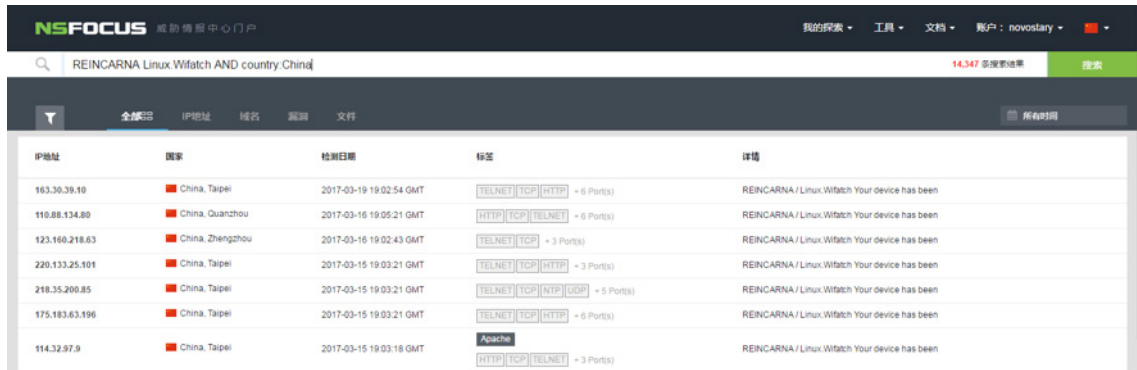 NSFOCUS 威胁情报中心门户 我的探索 工具 文档 账户：novostary
REINCARNA Linux.Wifatch AND country:China 14,347 条搜索结果 搜索
全部 IP地址 域名 漏洞 文件 所有时间
IP地址 国家 检测日期 标签 详情
163.30.39.10 China, Taipei 2017-03-19 19:02:54 GMT TELNET TCP HTTP + 6 Port(s) REINCARNA / Linux.Wifatch Your device has been
110.88.134.80 China, Quanzhou 2017-03-16 19:05:21 GMT HTTP TCP TELNET + 6 Port(s) REINCARNA / Linux.Wifatch Your device has been
123.160.218.63 China, Zhengzhou 2017-03-16 19:02:43 GMT TELNET TCP + 3 Port(s) REINCARNA / Linux.Wifatch Your device has been
220.133.25.101 China, Taipei 2017-03-15 19:03:21 GMT TELNET TCP HTTP + 3 Port(s) REINCARNA / Linux.Wifatch Your device has been
218.35.200.85 China, Taipei 2017-03-15 19:03:21 GMT TELNET TCP NTP UDP + 5 Port(s) REINCARNA / Linux.Wifatch Your device has been
175.183.63.196 China, Taipei 2017-03-15 19:03:21 GMT TELNET TCP HTTP + 6 Port(s) REINCARNA / Linux.Wifatch Your device has been
Apache
114.32.97.9 China, Taipei 2017-03-15 19:03:18 GMT HTTP TCP TELNET + 3 Port(s) REINCARNA / Linux.Wifatch Your device has been